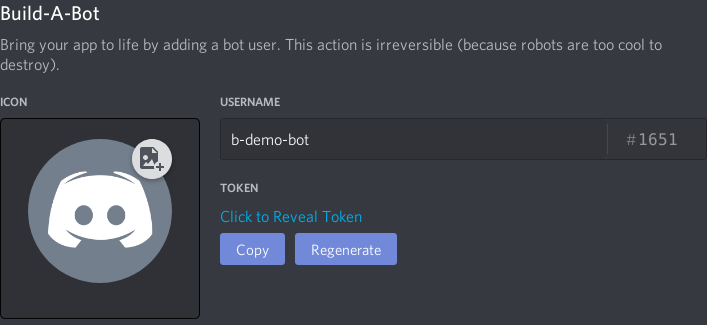 Build-A-Bot
Bring your app to life by adding a bot user. This action is irreversible (because robots are too cool to
destroy).
ICON
USERNAME
b-demo-bot
#1651
TOKEN
Click to Reveal Token
Copy
Regenerate